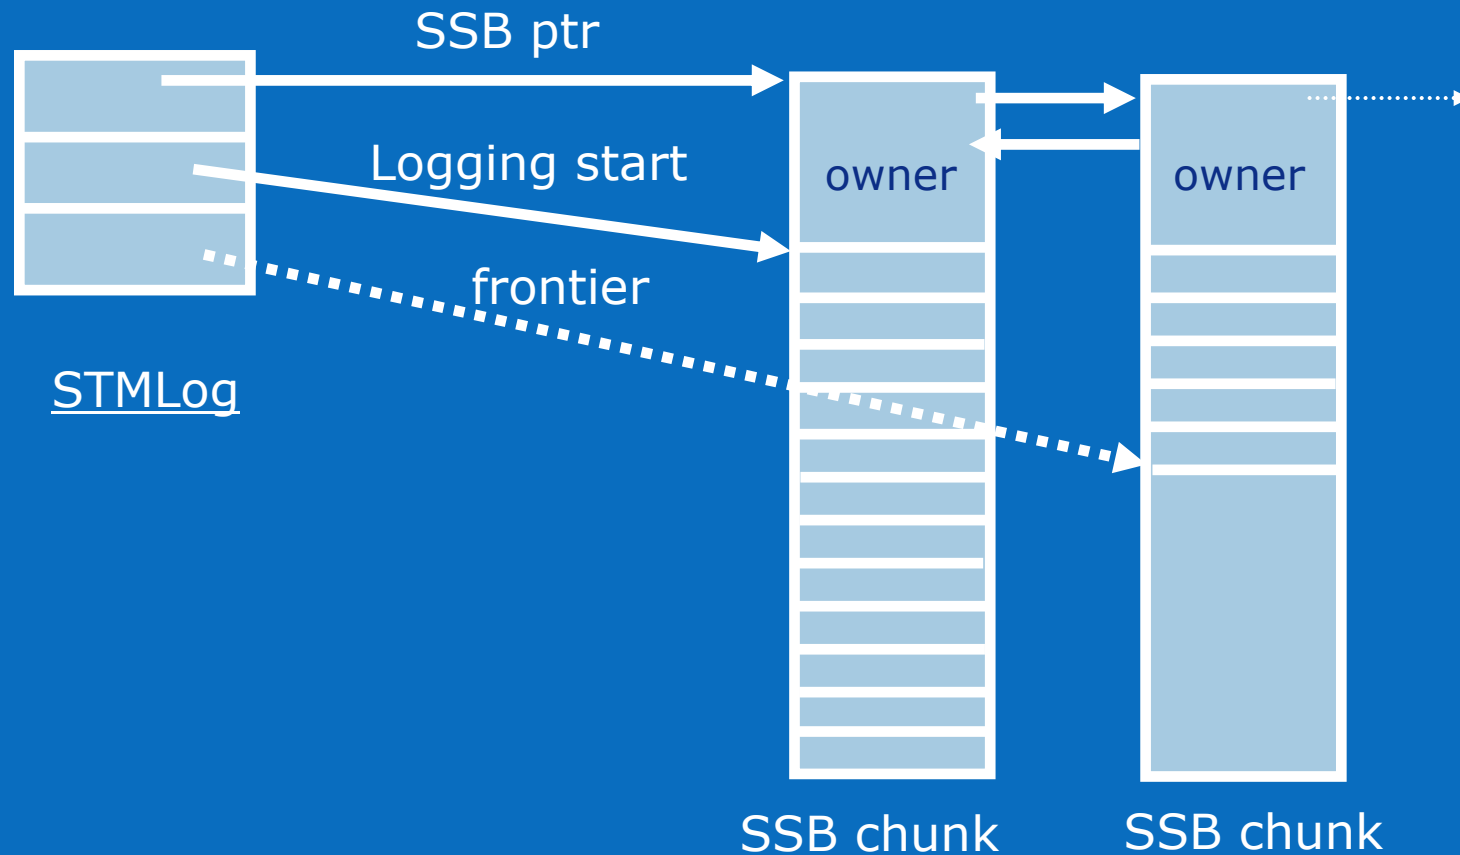 SSB ptr
Logging start
owner
owner
frontier
STMLog
SSB chunk
SSB chunk